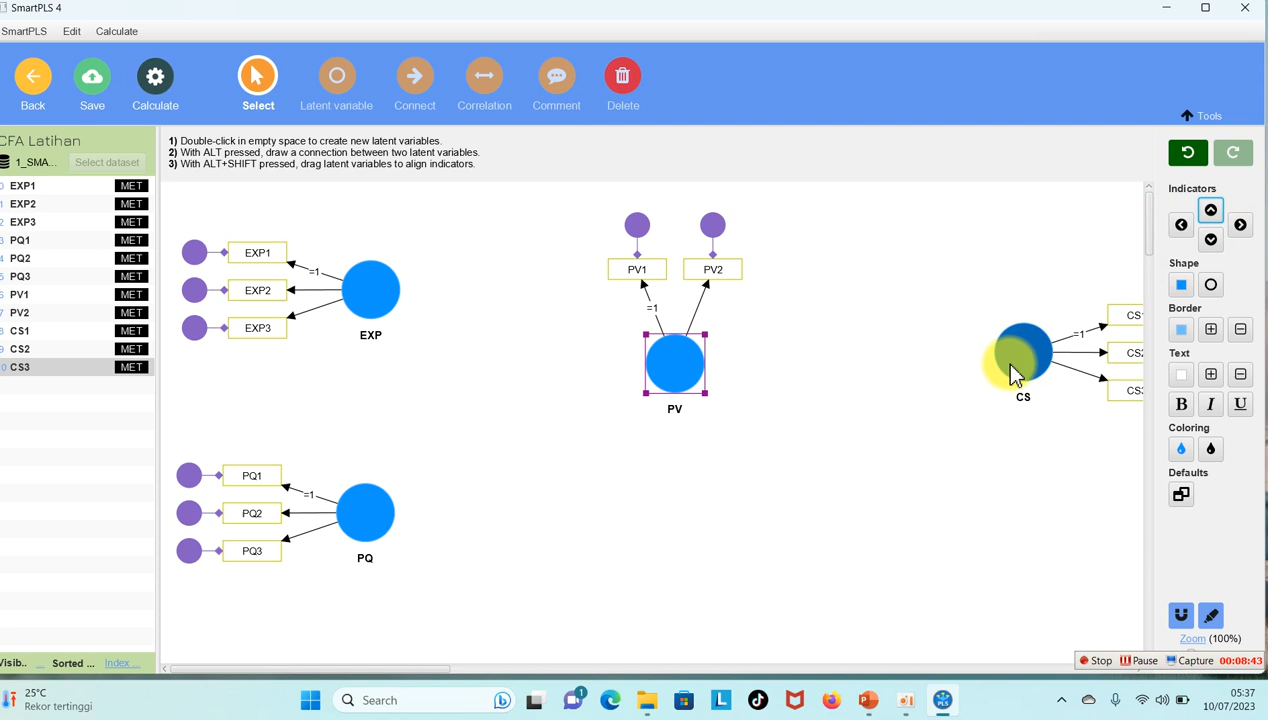 SmartPLS 4
SmartPLS Edit Calculate
Back Save Calculate Select Latent variable Connect Correlation Comment Delete
Tools
CFA Latihan
1_SMA... Select dataset
EXP1 MET
EXP2 MET
EXP3 MET
PQ1 MET
PQ2 MET
PQ3 MET
PV1 MET
PV2 MET
CS1 MET
CS2 MET
CS3 MET
Visib.. ... Sorted ... Index ...
1) Double-click in empty space to create new latent variables.
2) With ALT pressed, draw a connection between two latent variables.
3) With ALT+SHIFT pressed, drag latent variables to align indicators.
EXP1
=1
EXP2
EXP3
EXP
PV1 PV2
=1
PV
=1
CS
PQ1
=1
PQ2
PQ3
PQ
Indicators
Shape
Border
Text
B I U
Coloring
Defaults
Zoom (100%)
Stop Pause Capture 00:08:43
25°C
Rekor tertinggi
Search
1
L
PLS
05:37
10/07/2023